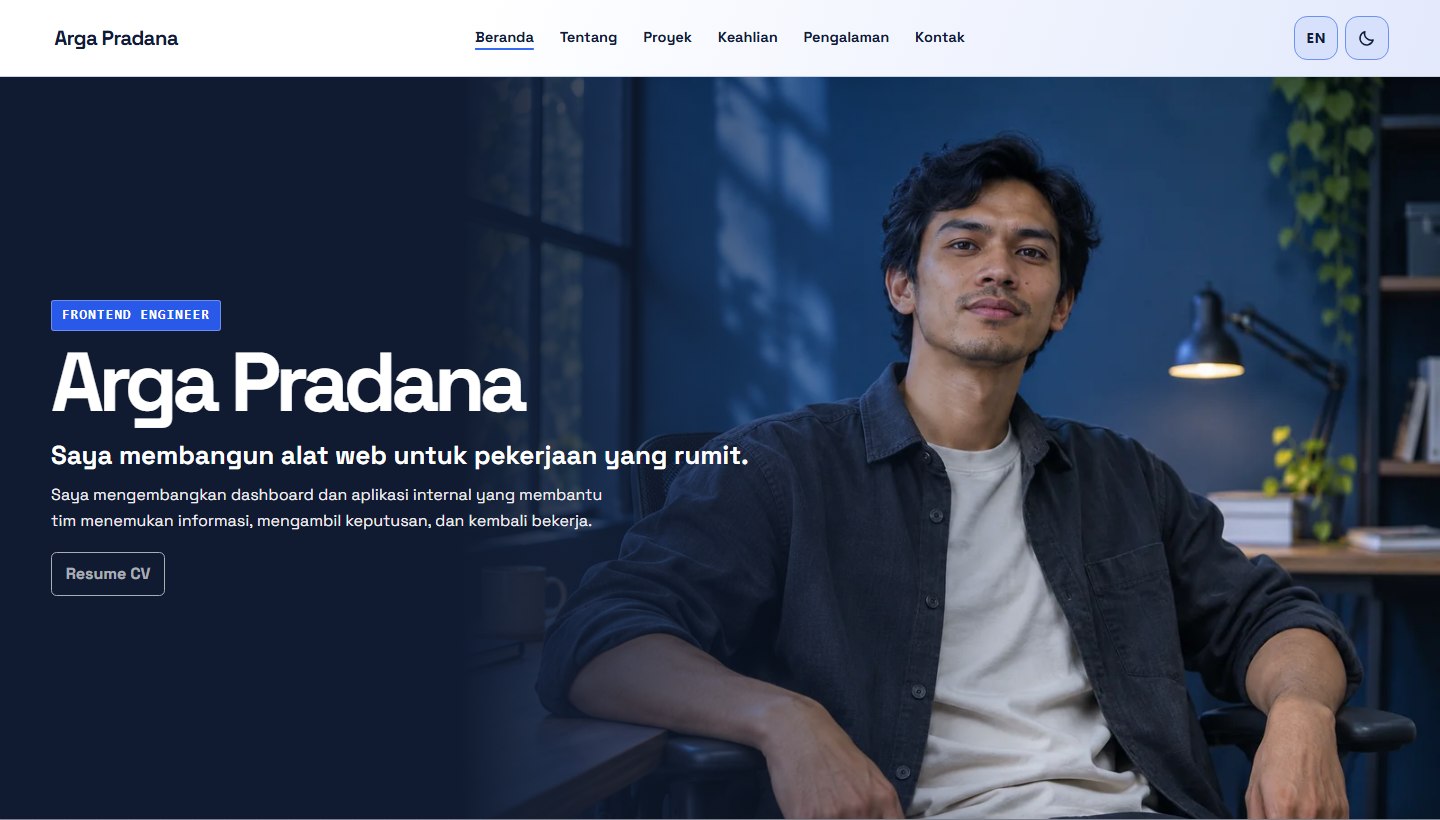 Arga Pradana
Beranda Tentang Proyek Keahlian Pengalaman Kontak
EN
FRONTEND ENGINEER
Arga Pradana
Saya membangun alat web untuk pekerjaan yang rumit.
Saya mengembangkan dashboard dan aplikasi internal yang membantu
tim menemukan informasi, mengambil keputusan, dan kembali bekerja.
Resume CV